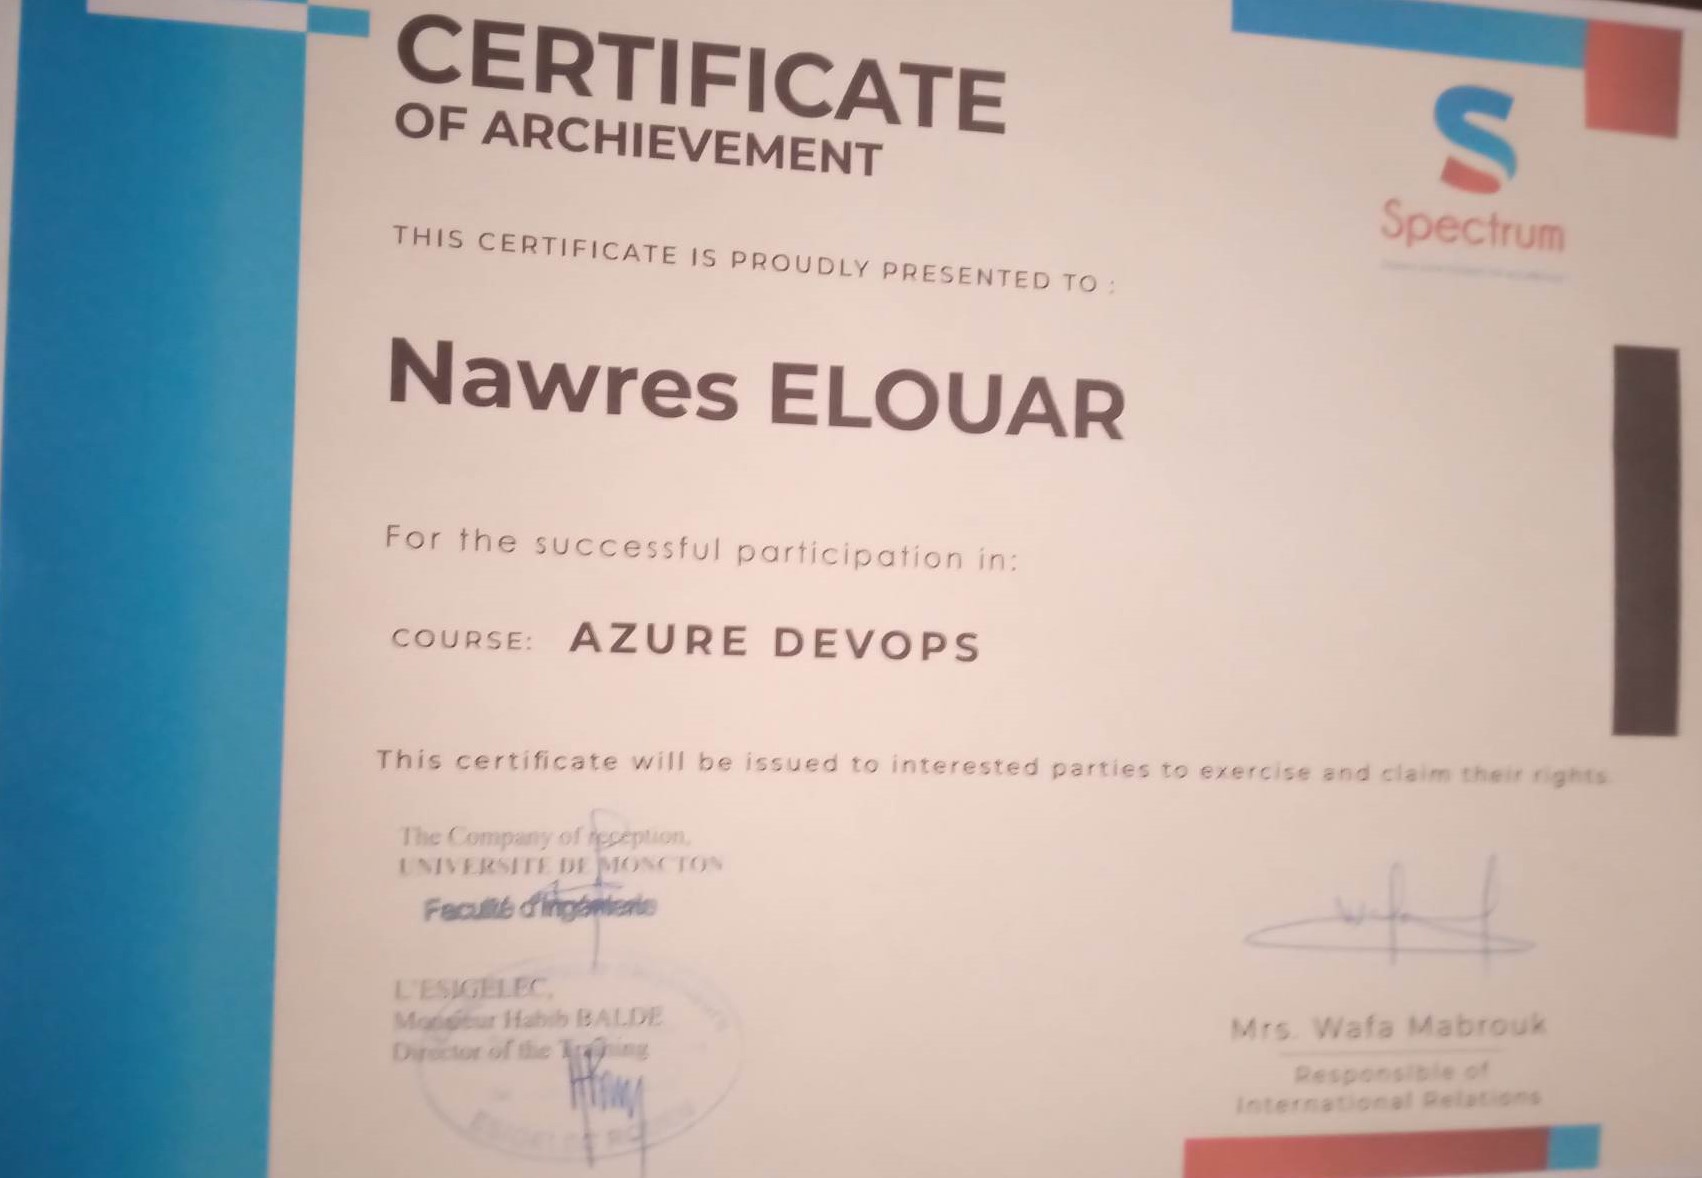 CERTIFICATE
OF ARCHIEVEMENT
Spectrum
THIS CERTIFICATE IS PROUDLY PRESENTED TO :
Nawres ELOUAR
For the successful participation in:
COURSE: AZURE DEVOPS
This certificate will be issued to interested parties to exercise and claim their rights
The Company of reception,
UNIVERSITE DE MONCTON
Faculté d'Ingénierie
L'ESIGELEC,
Monsieur Habib BALDE
Director of the Training
Mrs. Wafa Mabrouk
Responsible of
International Relations